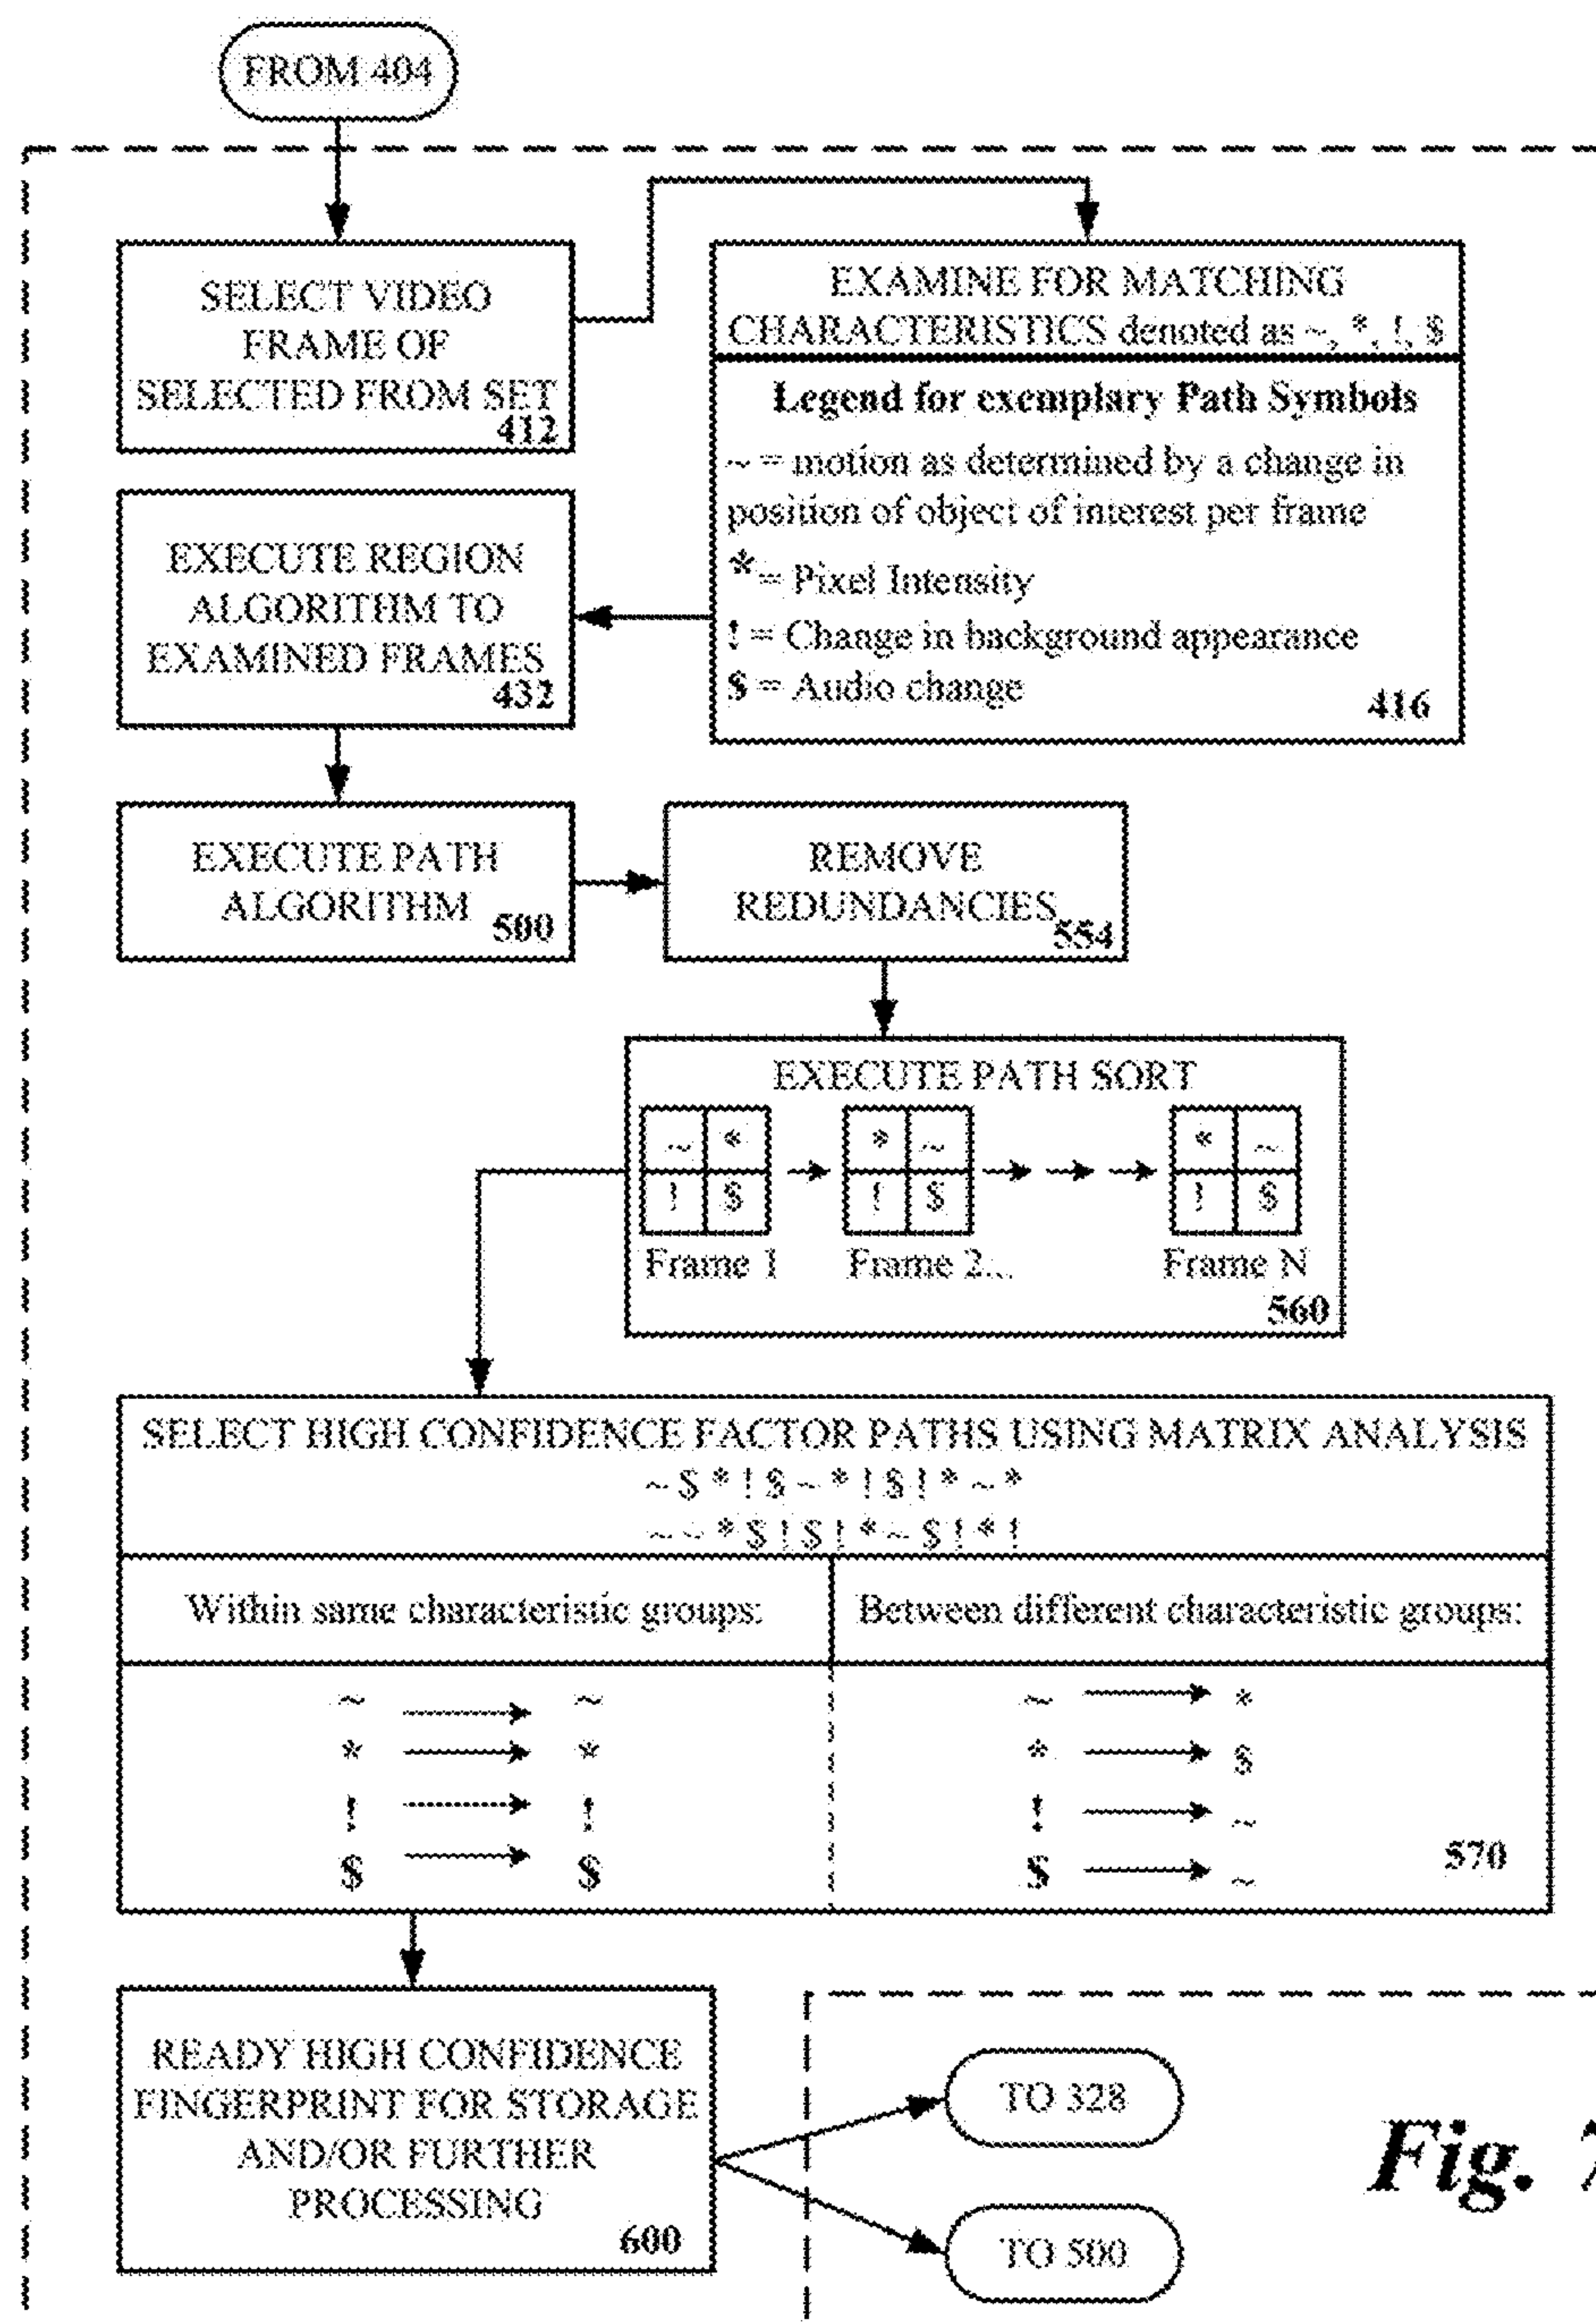 FROM 404
SELECT VIDEO
FRAME OF
SELECTED FROM SET
412
EXAMINE FOR MATCHING
CHARACTERISTICS denoted as ~, *, !, $
Legend for exemplary Path Symbols
~ = motion as determined by a change in
position of object of interest per frame
* = Pixel Intensity
! = Change in background appearance
$ = Audio change
416
EXECUTE REGION
ALGORITHM TO
EXAMINED FRAMES
432
EXECUTE PATH
ALGORITHM
500
REMOVE
REDUNDANCIES
554
EXECUTE PATH SORT
~ * * ~ * ~
! $ ! $ ! $
Frame 1 Frame 2... Frame N
560
SELECT HIGH CONFIDENCE FACTOR PATHS USING MATRIX ANALYSIS
~ $ * ! $ ~ * ! $ ! * ~ *
~ ~ * $ ! $ ! * ~ $ ! * !
Within same characteristic groups: Between different characteristic groups:
~ ~ ~ *
* * * $
! ! ! ~
$ $ $ ~
570
READY HIGH CONFIDENCE
FINGERPRINT FOR STORAGE
AND/OR FURTHER
PROCESSING
600
TO 328
TO 500
Fig. 7